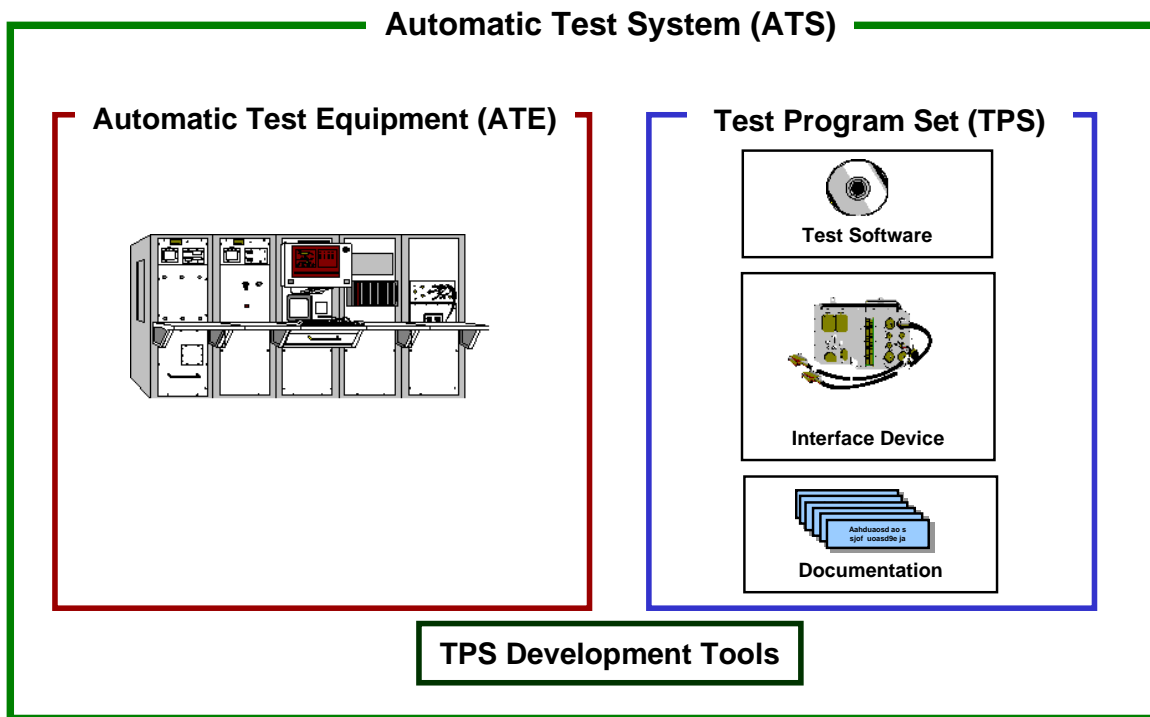 Automatic Test System (ATS)
Automatic Test Equipment (ATE)
Test Program Set (TPS)
Test Software
Interface Device
Aahduaosd ao s
sjof uoasd9e ja
Documentation
TPS Development Tools